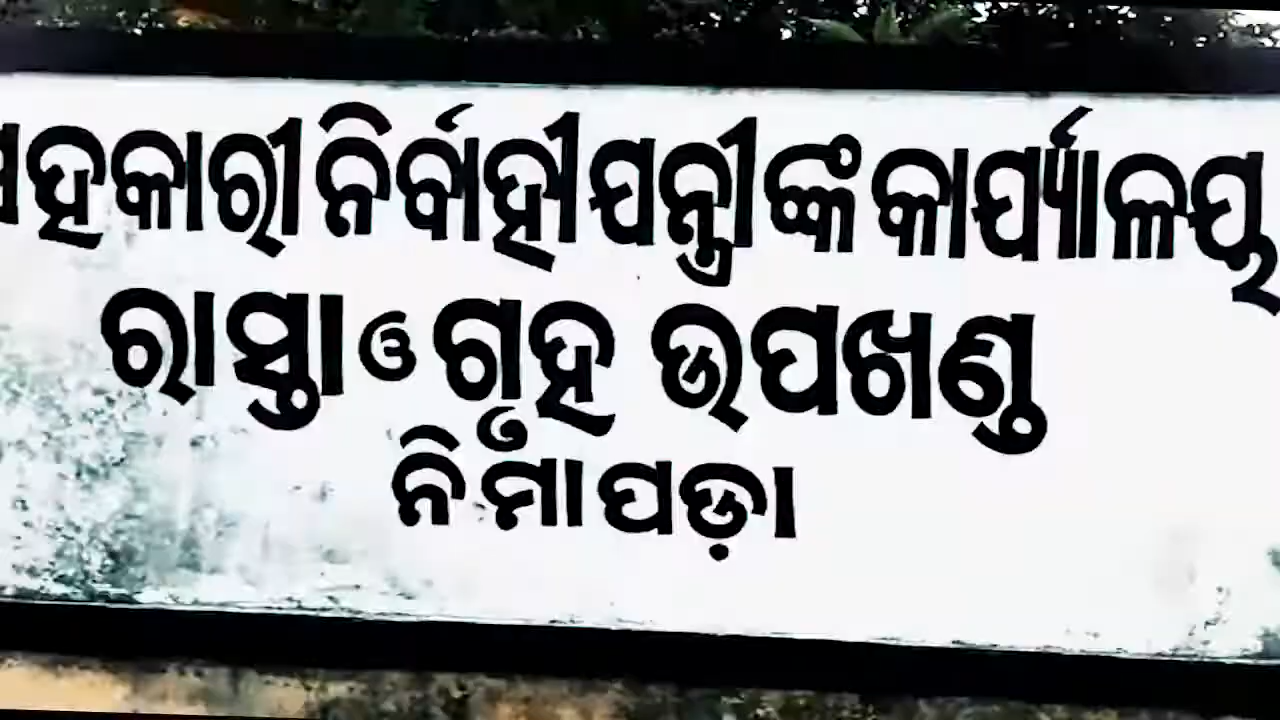 ସହକାରୀ ନିର୍ବାହୀ ଯନ୍ତ୍ରୀଙ୍କ କାର୍ଯ୍ୟାଳୟ
ରାସ୍ତା ଓ ଗୃହ ଉପଖଣ୍ଡ
ନିମାପଡ଼ା